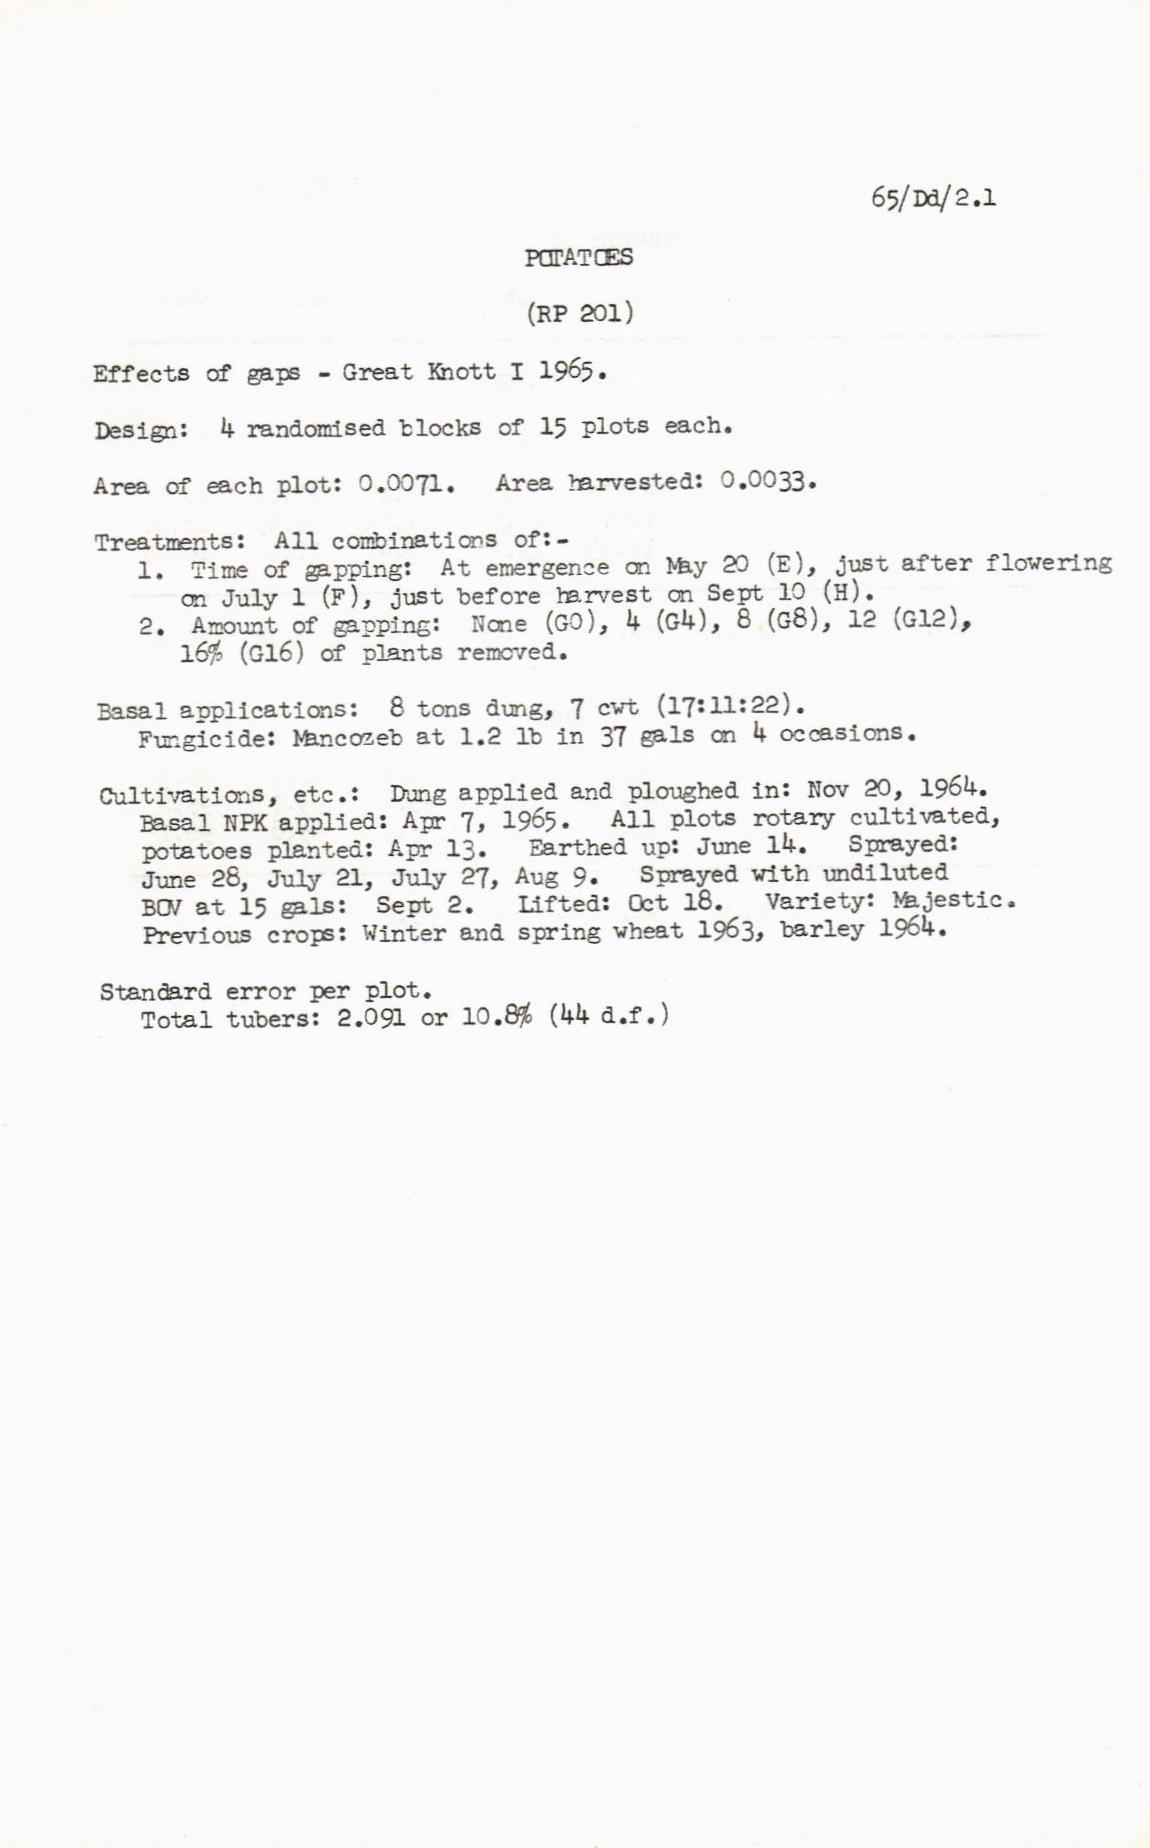 65/Dd/2.1
POTATOES
(RP 201)
Effects of gaps - Great Knott I 1965.
Design: 4 randomised blocks of 15 plots each.
Area of each plot: 0.0071. Area harvested: 0.0033.
Treatments: All combinations of:-
1. Time of gapping: At emergence on May 20 (E), just after flowering
on July 1 (F), just before harvest on Sept 10 (H).
2. Amount of gapping: None (G0), 4 (G4), 8 (G8), 12 (G12),
16% (G16) of plants removed.
Basal applications: 8 tons dung, 7 cwt (17:11:22).
Fungicide: Mancozeb at 1.2 lb in 37 gals on 4 occasions.
Cultivations, etc.: Dung applied and ploughed in: Nov 20, 1964.
Basal NPK applied: Apr 7, 1965. All plots rotary cultivated,
potatoes planted: Apr 13. Earthed up: June 14. Sprayed:
June 28, July 21, July 27, Aug 9. Sprayed with undiluted
BOV at 15 gals: Sept 2. Lifted: Oct 18. Variety: Majestic.
Previous crops: Winter and spring wheat 1963, barley 1964.
Standard error per plot.
Total tubers: 2.091 or 10.8% (44 d.f.)